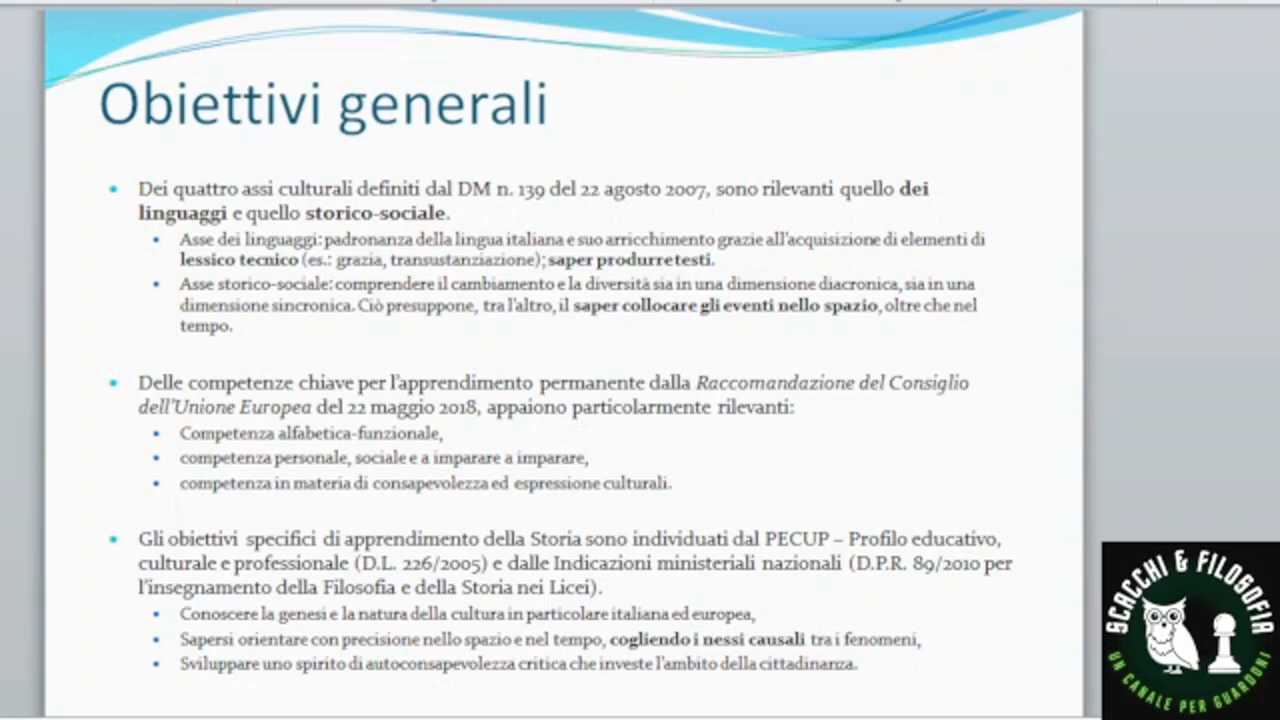 Obiettivi generali
Dei quattro assi culturali definiti dal DM n. 139 del 22 agosto 2007, sono rilevanti quello dei
linguaggi e quello storico-sociale.
Asse dei linguaggi: padronanza della lingua italiana e suo arricchimento grazie all'acquisizione di elementi di
lessico tecnico (es.: grazia, transustanziazione); saper produrre testi.
Asse storico-sociale: comprendere il cambiamento e la diversità sia in una dimensione diacronica, sia in una
dimensione sincronica. Ciò presuppone, tra l'altro, il saper collocare gli eventi nello spazio, oltre che nel
tempo.
Delle competenze chiave per l'apprendimento permanente dalla Raccomandazione del Consiglio
dell'Unione Europea del 22 maggio 2018, appaiono particolarmente rilevanti:
Competenza alfabetica-funzionale,
competenza personale, sociale e a imparare a imparare,
competenza in materia di consapevolezza ed espressione culturali.
Gli obiettivi specifici di apprendimento della Storia sono individuati dal PECUP – Profilo educativo,
culturale e professionale (D.L. 226/2005) e dalle Indicazioni ministeriali nazionali (D.P.R. 89/2010 per
l'insegnamento della Filosofia e della Storia nei Licei).
Conoscere la genesi e la natura della cultura in particolare italiana ed europea,
Sapersi orientare con precisione nello spazio e nel tempo, cogliendo i nessi causali tra i fenomeni,
Sviluppare uno spirito di autoconsapevolezza critica che investe l'ambito della cittadinanza.
SCACCHI & FILOSOFIA
UN CANALE PER GUARDONI